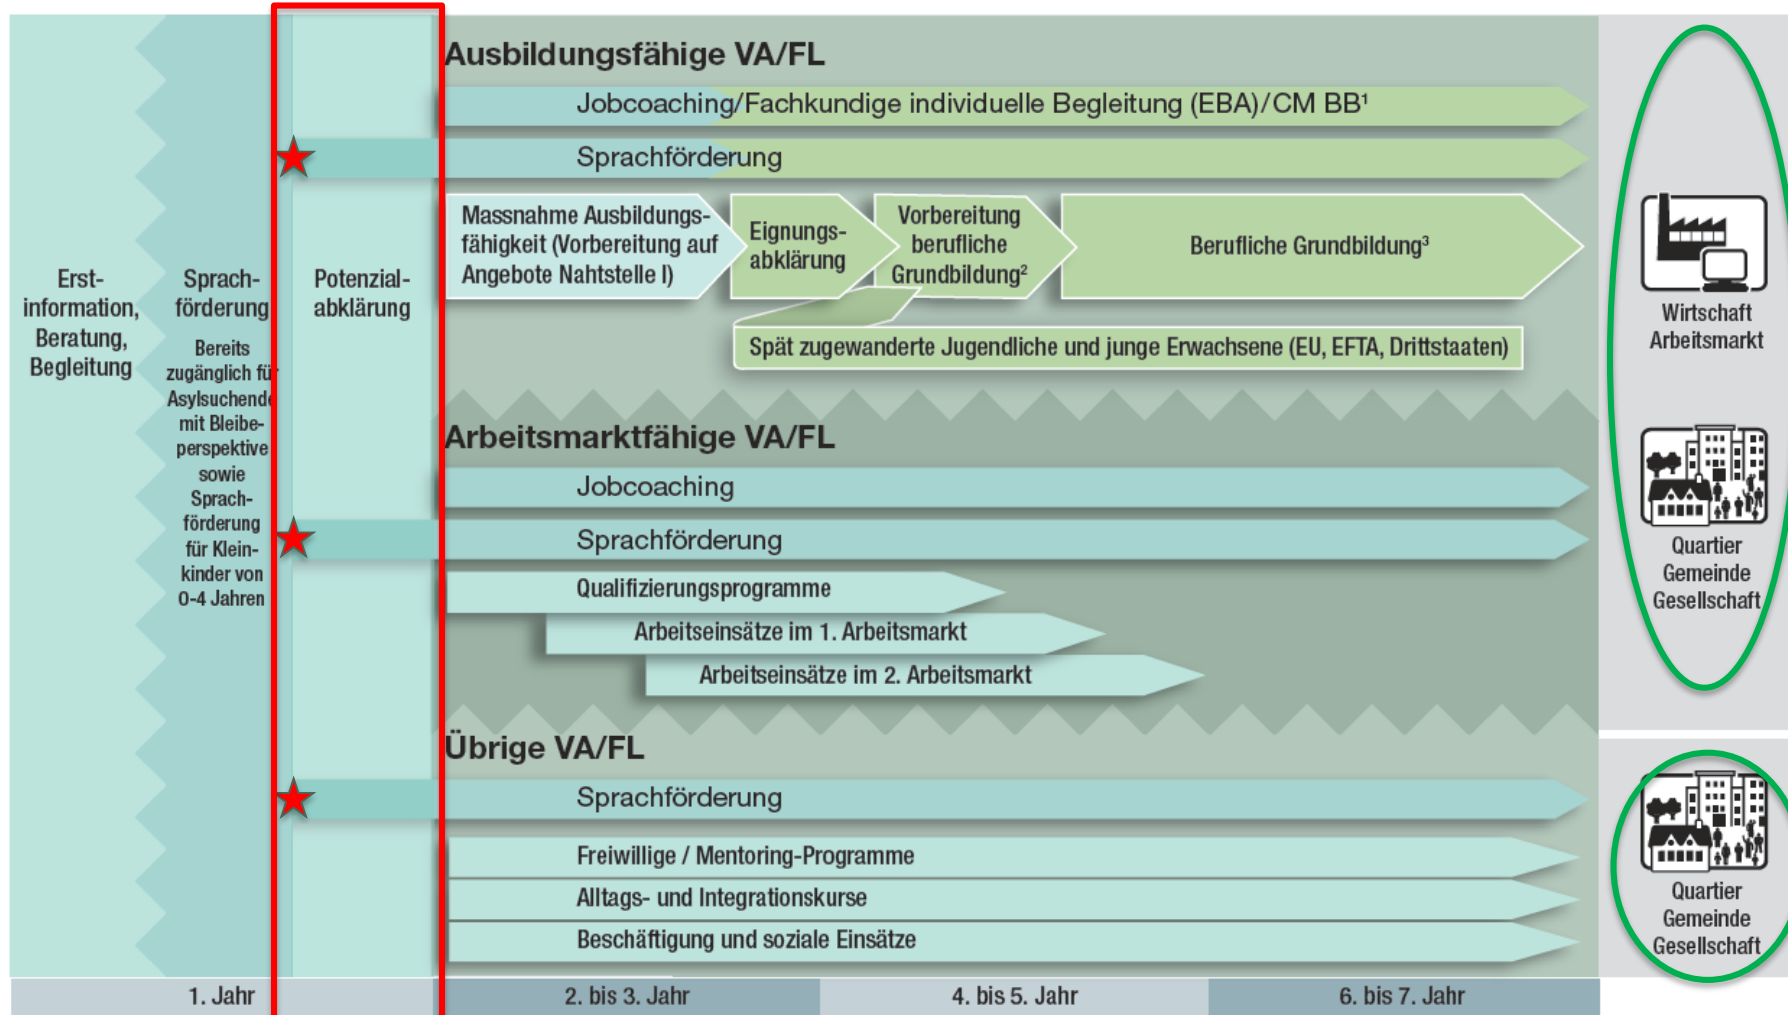 Erst-
information,
Beratung,
Begleitung
Sprach-
förderung
Bereits
zugänglich für
Asylsuchende
mit Bleibe-
perspektive
sowie
Sprach-
förderung
für Klein-
kinder von
0-4 Jahren
Potenzial-
abklärung
Ausbildungsfähige VA/FL
Jobcoaching/Fachkundige individuelle Begleitung (EBA)/CM BB¹
Sprachförderung
Massnahme Ausbildungs-
fähigkeit (Vorbereitung auf
Angebote Nahtstelle I)
Eignungs-
abklärung
Vorbereitung
berufliche
Grundbildung²
Berufliche Grundbildung³
Spät zugewanderte Jugendliche und junge Erwachsene (EU, EFTA, Drittstaaten)
Arbeitsmarktfähige VA/FL
Jobcoaching
Sprachförderung
Qualifizierungsprogramme
Arbeitseinsätze im 1. Arbeitsmarkt
Arbeitseinsätze im 2. Arbeitsmarkt
Übrige VA/FL
Sprachförderung
Freiwillige / Mentoring-Programme
Alltags- und Integrationskurse
Beschäftigung und soziale Einsätze
Wirtschaft
Arbeitsmarkt
Quartier
Gemeinde
Gesellschaft
Quartier
Gemeinde
Gesellschaft
1. Jahr
2. bis 3. Jahr
4. bis 5. Jahr
6. bis 7. Jahr